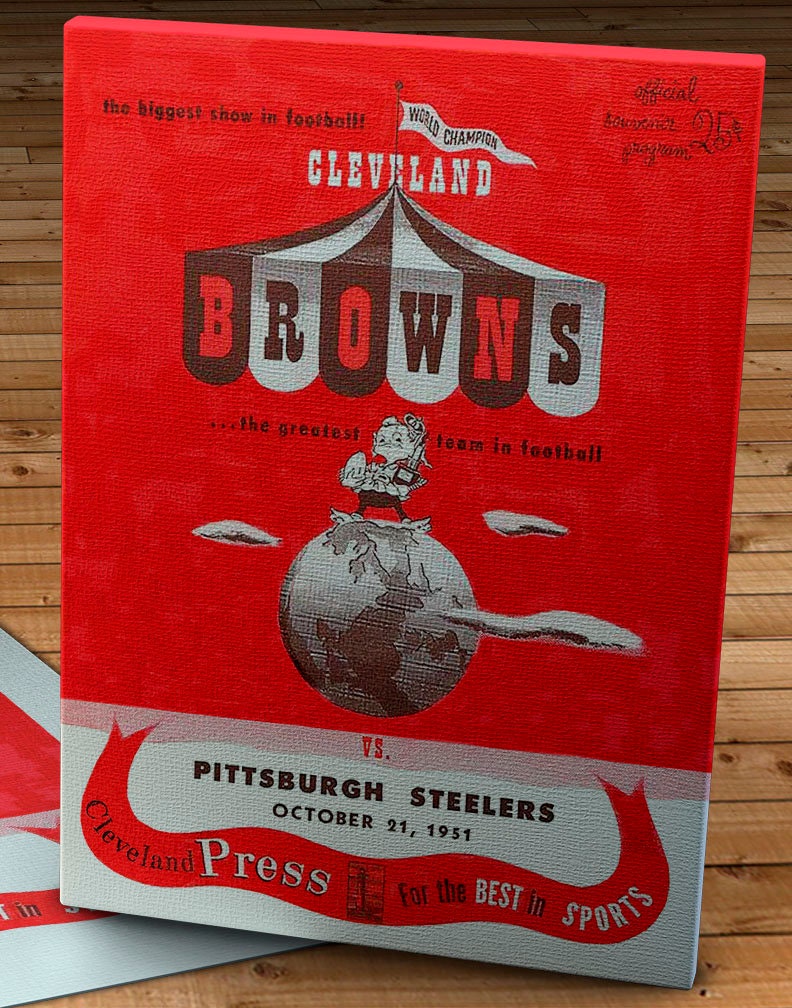 the biggest show in football!
WORLD CHAMPION
official
souvenir
program 25¢
CLEVELAND
BROWNS
...the greatest team in football
VS.
PITTSBURGH STEELERS
OCTOBER 21, 1951
Cleveland Press For the BEST in SPORTS
in